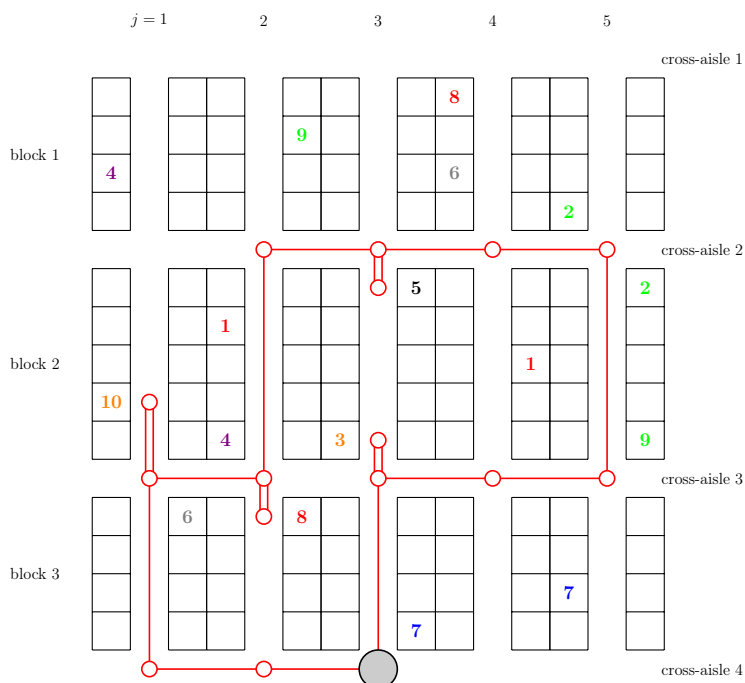 j = 1 2 3 4 5
cross-aisle 1
8
9
block 1
4 6
2
cross-aisle 2
5 2
1
block 2
1
10
4 3 9
cross-aisle 3
6 8
block 3
7
7
cross-aisle 4